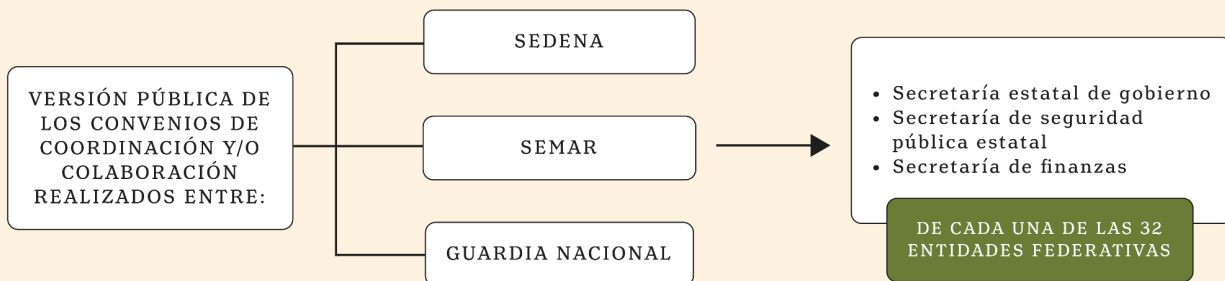 VERSIÓN PÚBLICA DE
LOS CONVENIOS DE
COORDINACIÓN Y/O
COLABORACIÓN
REALIZADOS ENTRE:
SEDENA
SEMAR
GUARDIA NACIONAL
• Secretaría estatal de gobierno
• Secretaría de seguridad
pública estatal
• Secretaría de finanzas
DE CADA UNA DE LAS 32
ENTIDADES FEDERATIVAS